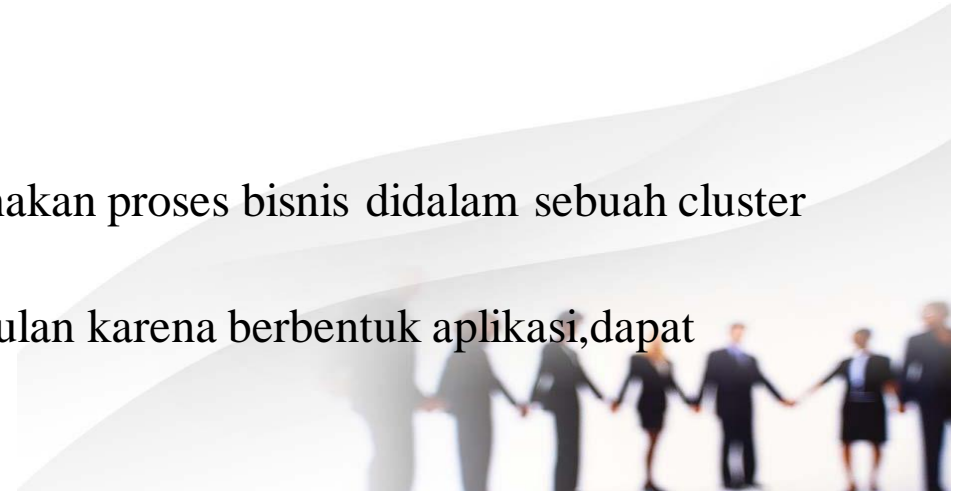 nakan proses bisnis didalam sebuah cluster
ulan karena berbentuk aplikasi,dapat